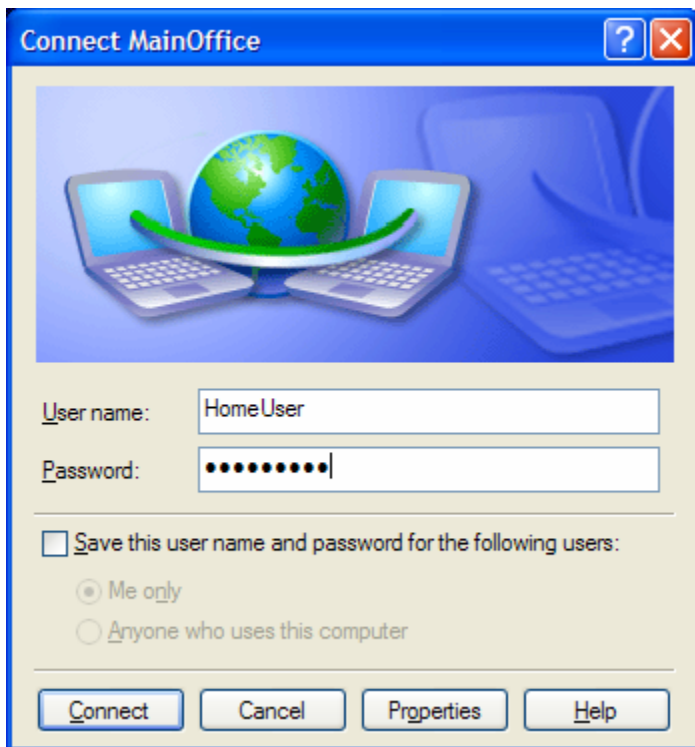 Connect MainOffice
User name: HomeUser
Password: •••••••••
Save this user name and password for the following users:
Me only
Anyone who uses this computer
Connect Cancel Properties Help